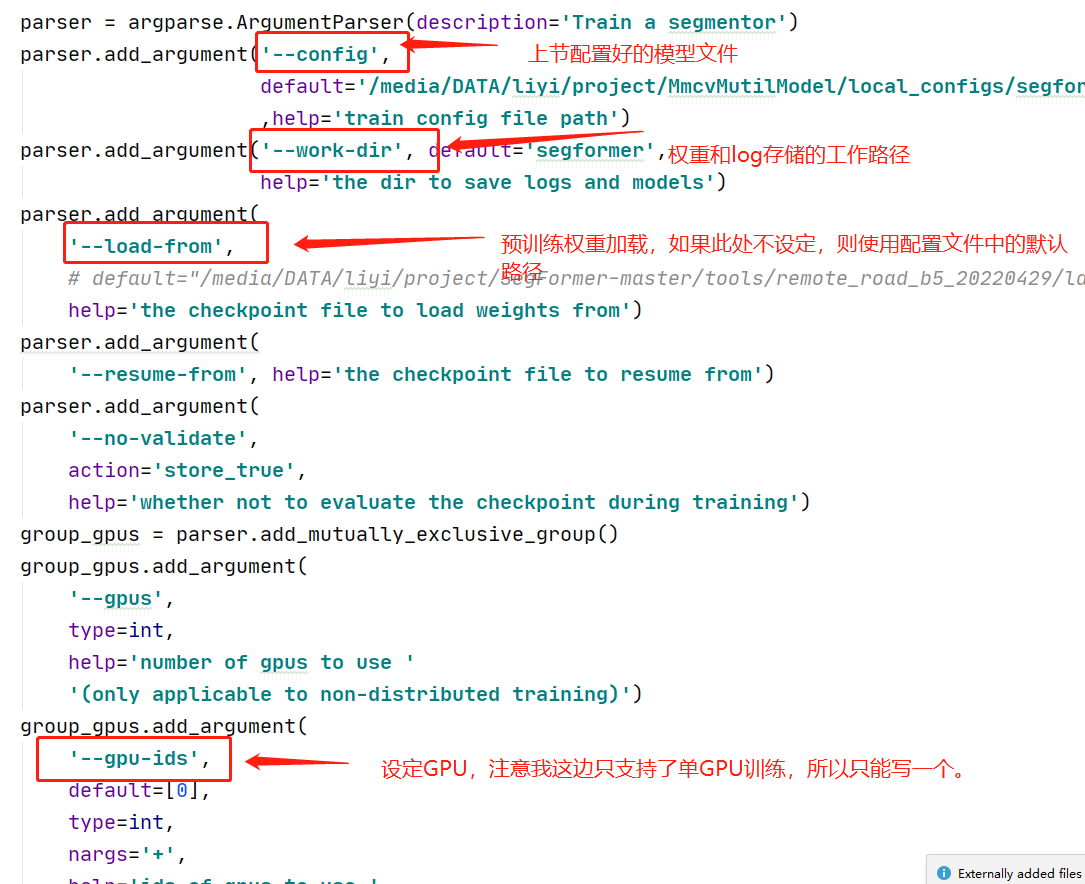 parser = argparse.ArgumentParser(description='Train a segmentor')
parser.add_argument('--config',
上节配置好的模型文件
default='/media/DATA/liyi/project/MmcvMutilModel/local_configs/segfor
,help='train config file path')
parser.add_argument('--work-dir', default='segformer',
权重和log存储的工作路径
help='the dir to save logs and models')
parser.add_argument(
'--load-from',
预训练权重加载，如果此处不设定，则使用配置文件中的默认
路径
# default="/media/DATA/liyi/project/SegFormer-master/tools/remote_road_b5_20220429/la
help='the checkpoint file to load weights from')
parser.add_argument(
'--resume-from', help='the checkpoint file to resume from')
parser.add_argument(
'--no-validate',
action='store_true',
help='whether not to evaluate the checkpoint during training')
group_gpus = parser.add_mutually_exclusive_group()
group_gpus.add_argument(
'--gpus',
type=int,
help='number of gpus to use '
'(only applicable to non-distributed training)')
group_gpus.add_argument(
'--gpu-ids',
设定GPU，注意我这边只支持了单GPU训练，所以只能写一个。
default=[0],
type=int,
nargs='+',
help='ids of gpus to use '
Externally added files